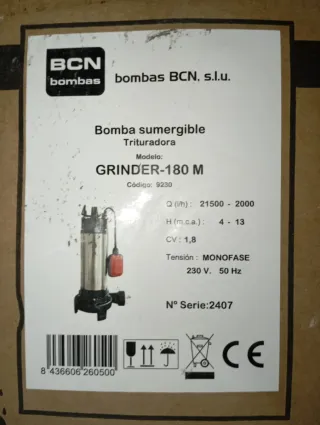 BCN
bombas
bombas BCN, s.l.u.
Bomba sumergible
Trituradora
Modelo:
GRINDER-180 M
Código: 9230
Q (l/h) : 21500 - 2000
H (m.c.a.) : 4 - 13
CV : 1,8
Tensión : MONOFASE
230 V. 50 Hz
Nº Serie:2407
8 436606 260500
CE